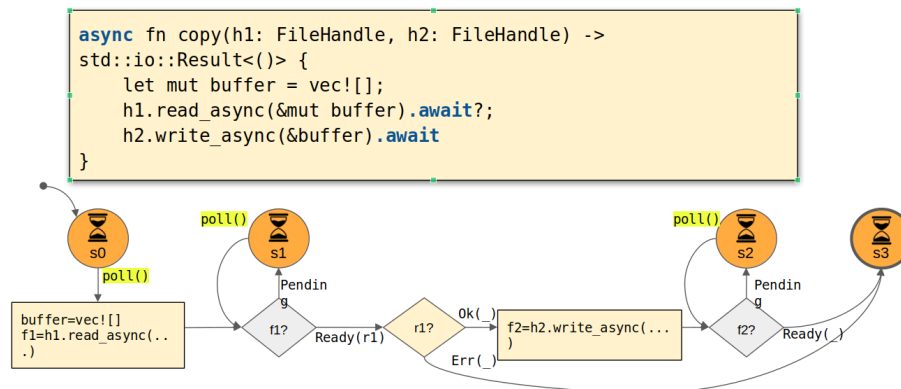 async fn copy(h1: FileHandle, h2: FileHandle) ->
std::io::Result<()> {
    let mut buffer = vec![];
    h1.read_async(&mut buffer).await?;
    h2.write_async(&buffer).await
}
s0
poll()
buffer=vec![]
f1=h1.read_async(..
.)
poll()
s1
Pendin
g
f1?
Ready(r1)
r1?
Ok(_)
Err(_)
f2=h2.write_async(...
)
poll()
s2
Pendin
g
f2?
Ready(_)
s3